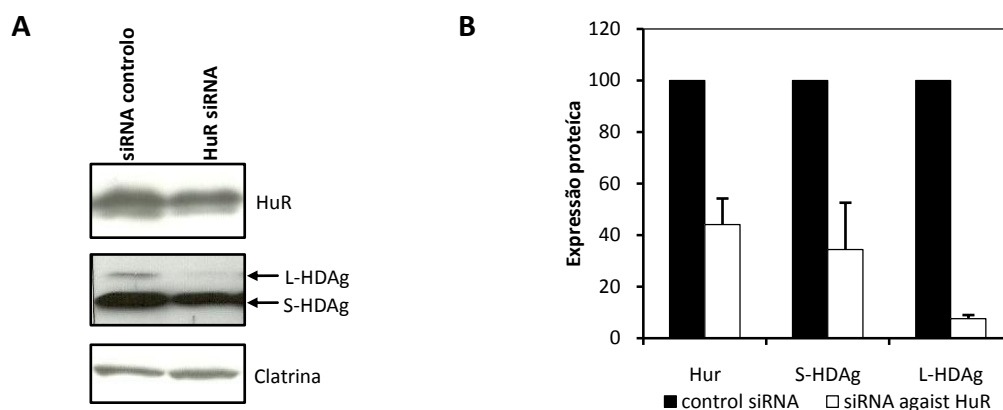 A
siRNA controlo
HuR siRNA
HuR
L-HDAg
S-HDAg
Clatrina
B
Expressão proteíca
120
100
80
60
40
20
0
Hur
S-HDAg
L-HDAg
control siRNA
siRNA agaist HuR